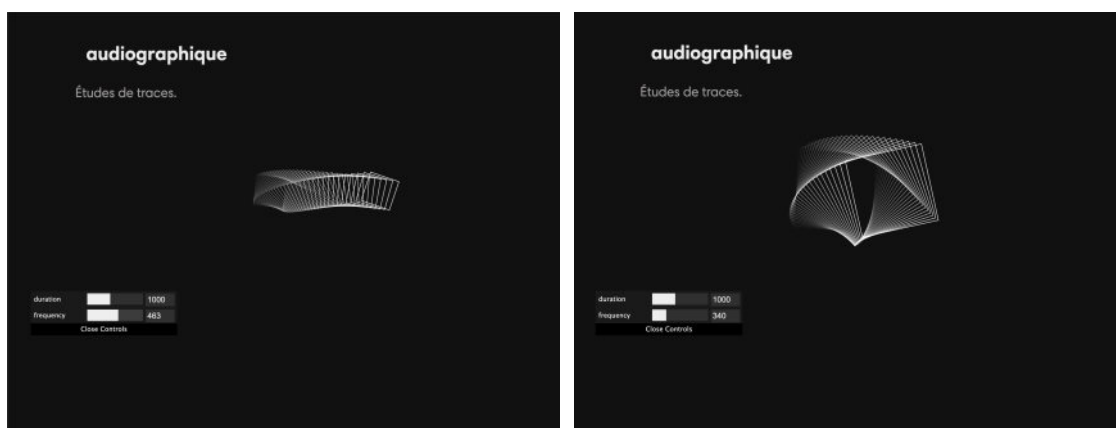 audiographique
Études de traces.
duration 1000
frequency 463
Close Controls
audiographique
Études de traces.
duration 1000
frequency 340
Close Controls